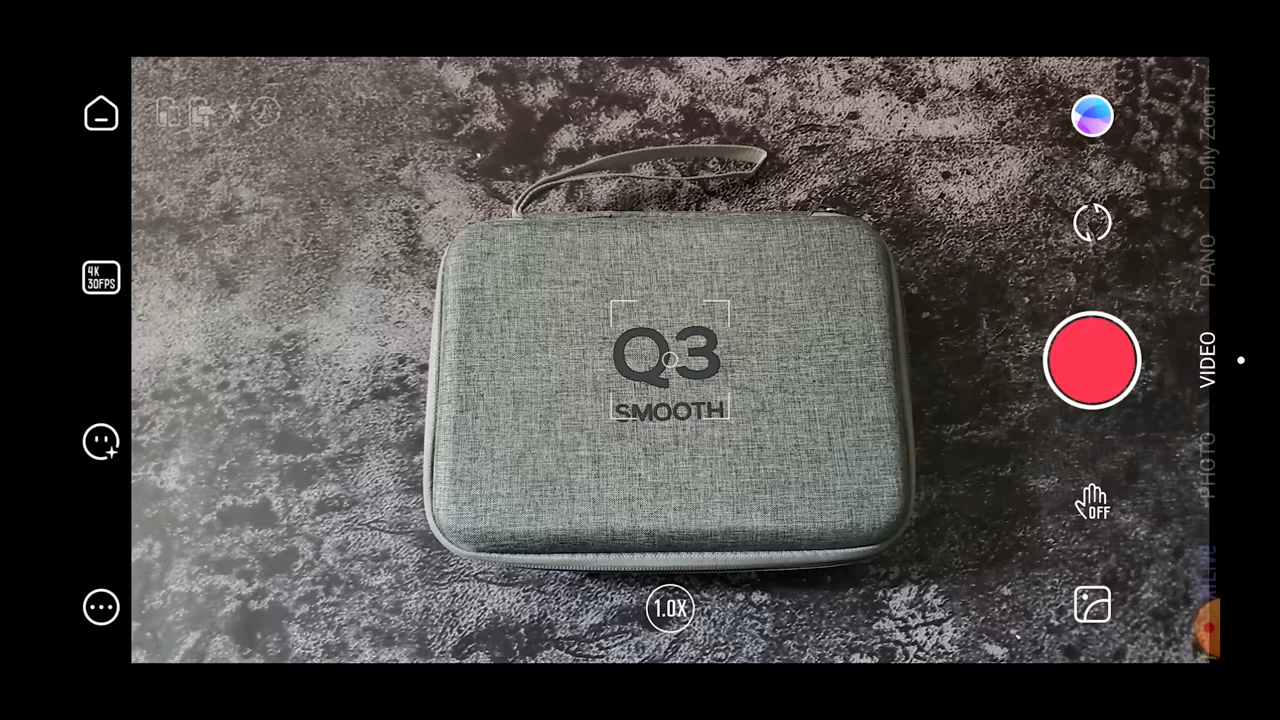 4K
30FPS
Q3
SMOOTH
1.0X
OFF
Dolly Zoom
PANO
VIDEO
PHOTO